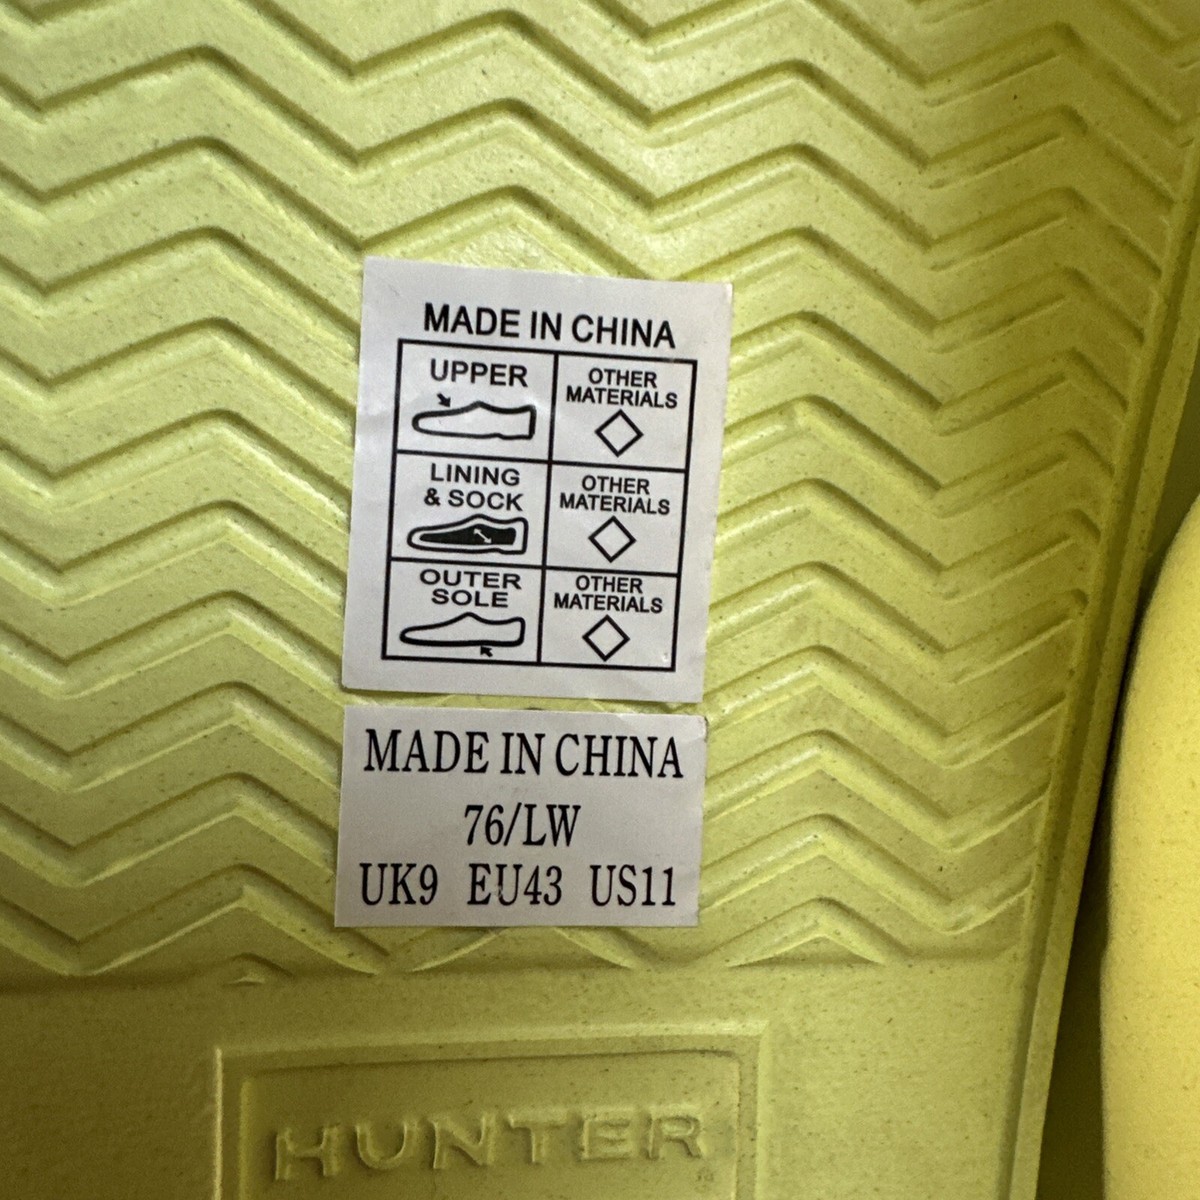 MADE IN CHINA
UPPER
OTHER
MATERIALS
LINING
& SOCK
OTHER
MATERIALS
OUTER
SOLE
OTHER
MATERIALS
MADE IN CHINA
76/LW
UK9 EU43 US11
HUNTER